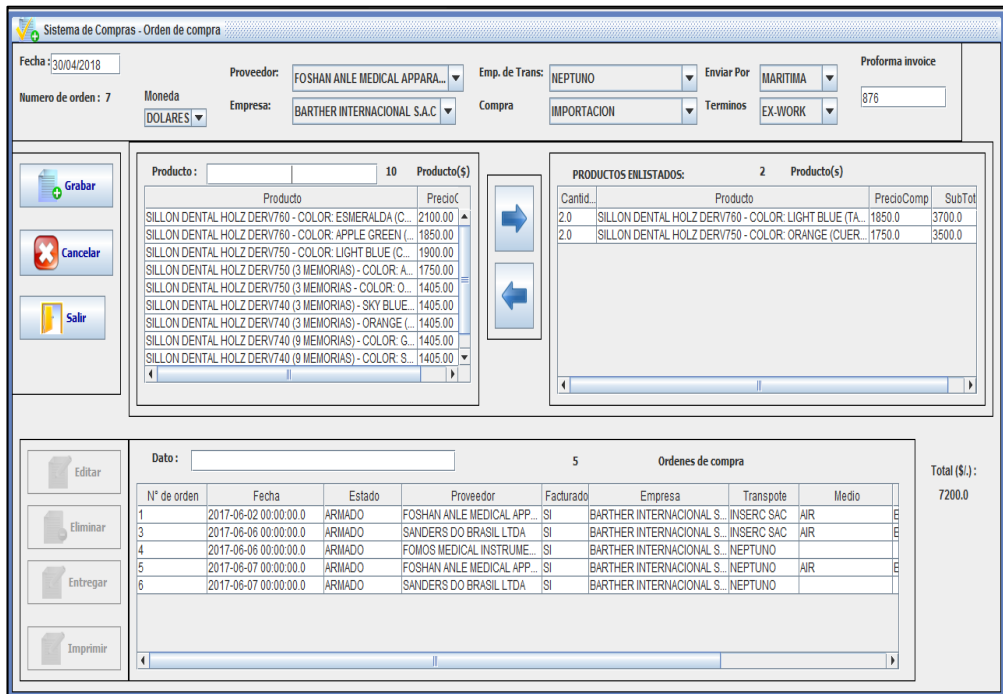 Sistema de Compras - Orden de compra
Fecha : 30/04/2018
Numero de orden : 7
Moneda
DOLARES
Proveedor: FOSHAN ANLE MEDICAL APPARA...
Empresa: BARTHER INTERNACIONAL S.A.C
Emp. de Trans: NEPTUNO
Compra IMPORTACION
Enviar Por MARITIMA
Terminos EX-WORK
Proforma invoice
876
Grabar
Cancelar
Salir
Producto : 10 Producto($)
Producto PrecioC
SILLON DENTAL HOLZ DERV760 - COLOR: ESMERALDA (C... 2100.00
SILLON DENTAL HOLZ DERV760 - COLOR: APPLE GREEN (... 1850.00
SILLON DENTAL HOLZ DERV750 - COLOR: LIGHT BLUE (C... 1900.00
SILLON DENTAL HOLZ DERV750 (3 MEMORIAS) - COLOR: A... 1750.00
SILLON DENTAL HOLZ DERV750 (3 MEMORIAS - COLOR: O... 1405.00
SILLON DENTAL HOLZ DERV740 (3 MEMORIAS) - SKY BLUE... 1405.00
SILLON DENTAL HOLZ DERV740 (3 MEMORIAS) - ORANGE (... 1405.00
SILLON DENTAL HOLZ DERV740 (9 MEMORIAS) - COLOR: G... 1405.00
SILLON DENTAL HOLZ DERV740 (9 MEMORIAS) - COLOR: S... 1405.00
PRODUCTOS ENLISTADOS: 2 Producto(s)
Cantid... Producto PrecioComp SubTot
2.0 SILLON DENTAL HOLZ DERV760 - COLOR: LIGHT BLUE (TA... 1850.0 3700.0
2.0 SILLON DENTAL HOLZ DERV750 - COLOR: ORANGE (CUER... 1750.0 3500.0
Editar
Eliminar
Entregar
Imprimir
Dato : 5 Ordenes de compra
N° de orden Fecha Estado Proveedor Facturado Empresa Transpote Medio
1 2017-06-02 00:00:00.0 ARMADO FOSHAN ANLE MEDICAL APP... SI BARTHER INTERNACIONAL S... INSERC SAC AIR E
3 2017-06-06 00:00:00.0 ARMADO SANDERS DO BRASIL LTDA SI BARTHER INTERNACIONAL S... INSERC SAC AIR E
4 2017-06-06 00:00:00.0 ARMADO FOMOS MEDICAL INSTRUME... SI BARTHER INTERNACIONAL S... NEPTUNO
5 2017-06-07 00:00:00.0 ARMADO FOSHAN ANLE MEDICAL APP... SI BARTHER INTERNACIONAL S... NEPTUNO AIR E
6 2017-06-07 00:00:00.0 ARMADO SANDERS DO BRASIL LTDA SI BARTHER INTERNACIONAL S... NEPTUNO
Total ($/.) :
7200.0